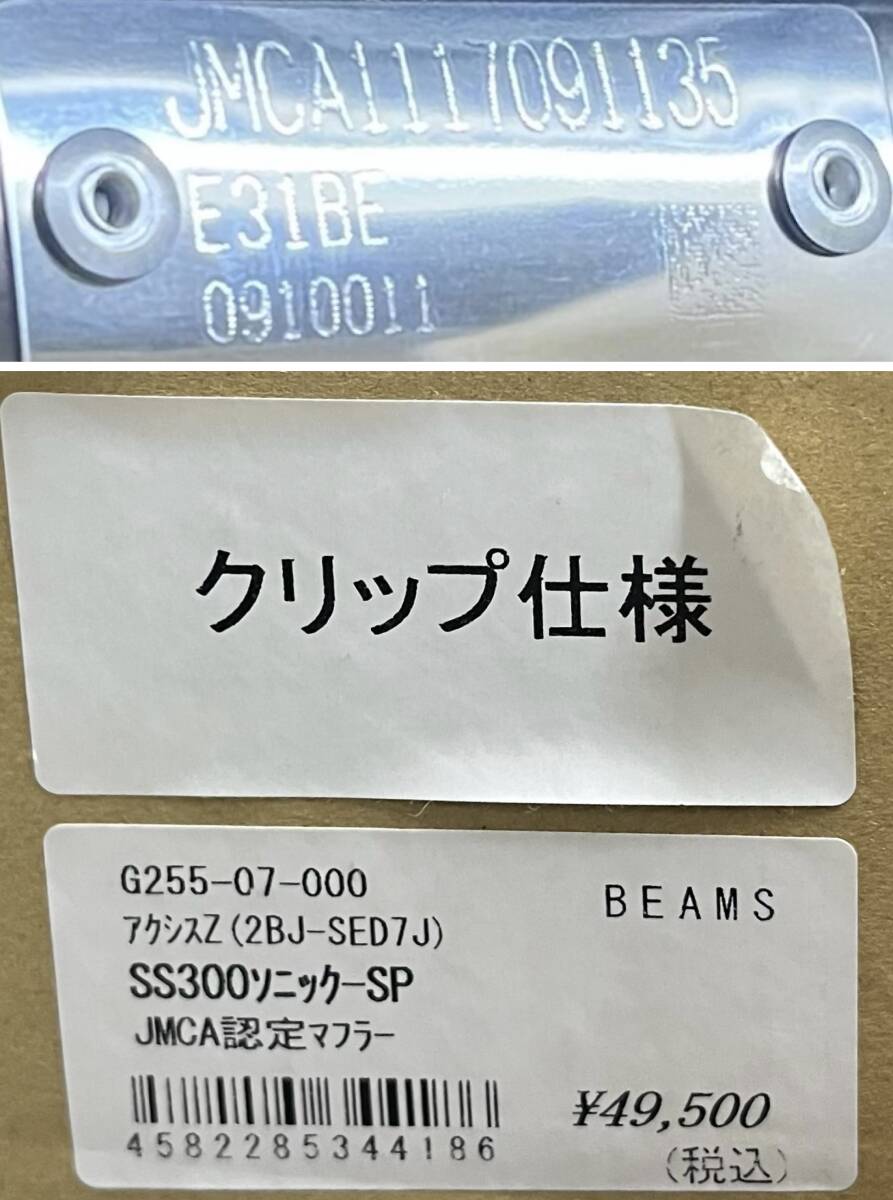 JMCA1117091135
E31BE
0910011
クリップ仕様
G255-07-000
BEAMS
アクシスZ(2BJ-SED7J)
SS300ソニック-SP
JMCA認定マフラー
¥49,500
4582285344186
(税込)